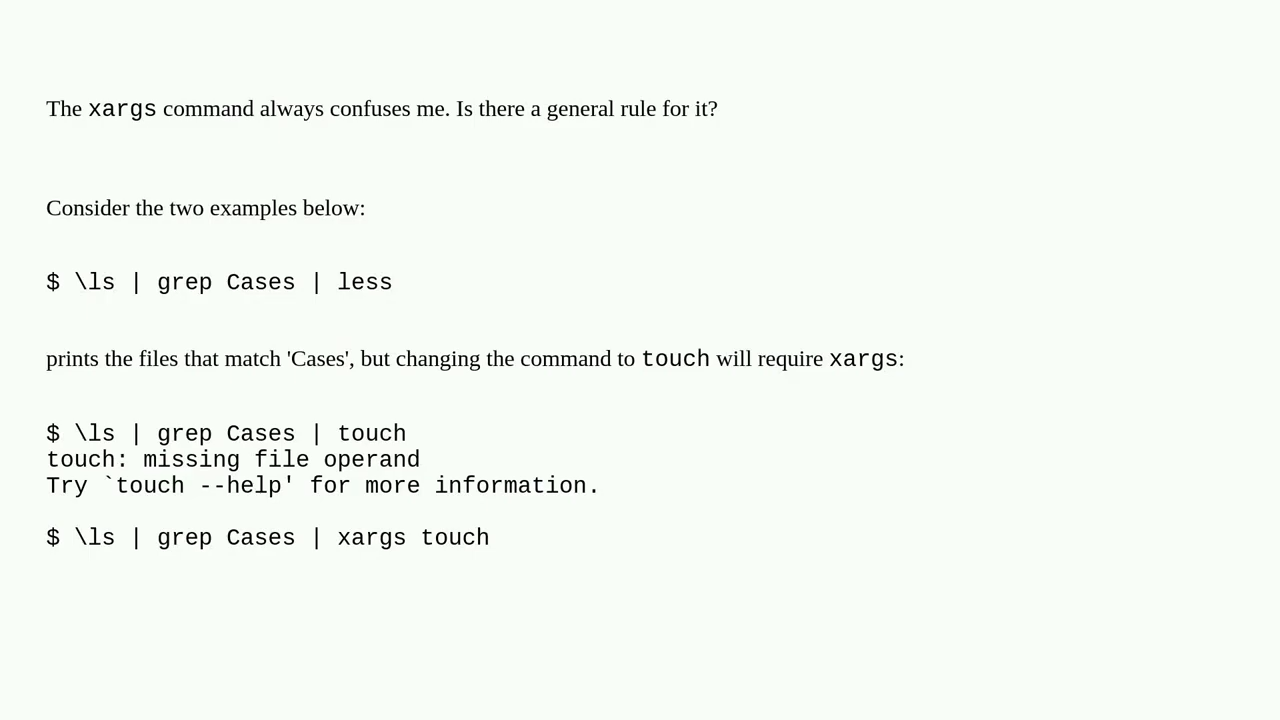 The xargs command always confuses me. Is there a general rule for it?
Consider the two examples below:
$ \ls | grep Cases | less
prints the files that match 'Cases', but changing the command to touch will require xargs:
$ \ls | grep Cases | touch
touch: missing file operand
Try `touch --help' for more information.
$ \ls | grep Cases | xargs touch